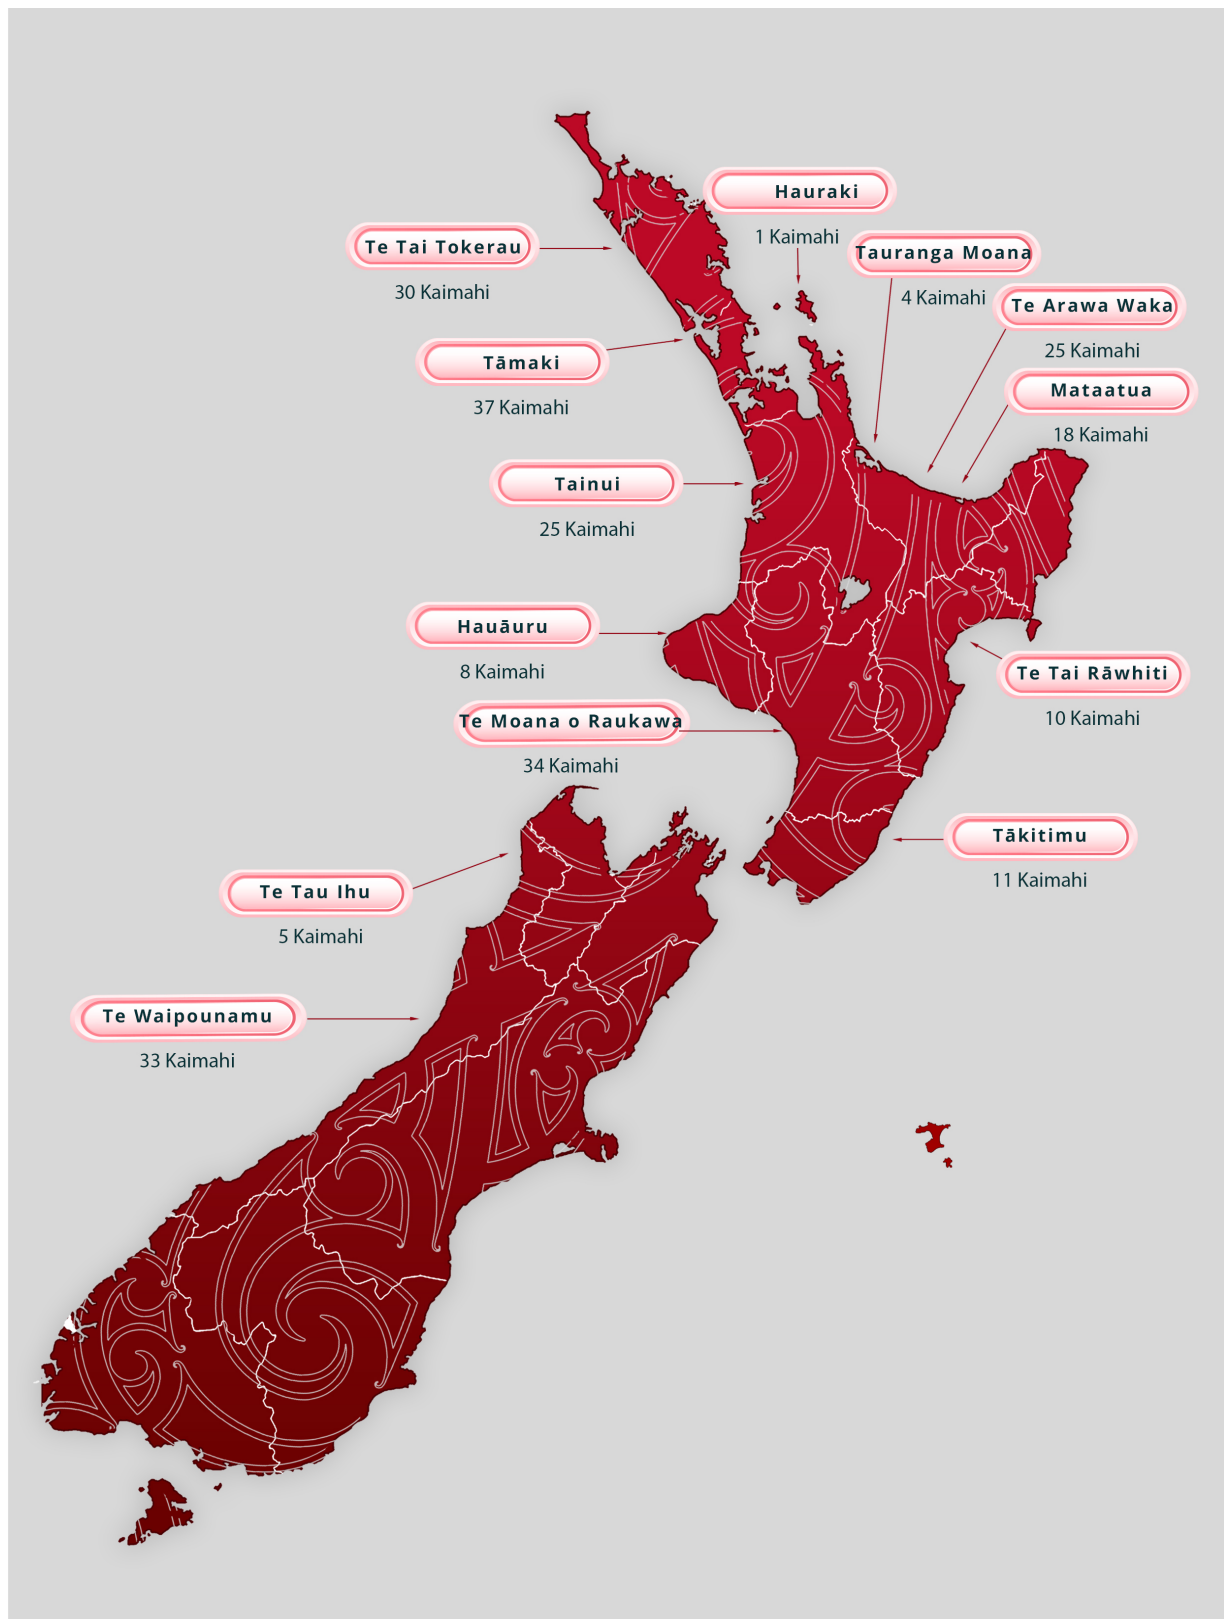 Hauraki
1 Kaimahi
Te Tai Tokerau
30 Kaimahi
Tauranga Moana
4 Kaimahi
Te Arawa Waka
25 Kaimahi
Tāmaki
37 Kaimahi
Mataatua
18 Kaimahi
Tainui
25 Kaimahi
Hauāuru
8 Kaimahi
Te Tai Rāwhiti
10 Kaimahi
Te Moana o Raukawa
34 Kaimahi
Tākitimu
11 Kaimahi
Te Tau Ihu
5 Kaimahi
Te Waipounamu
33 Kaimahi